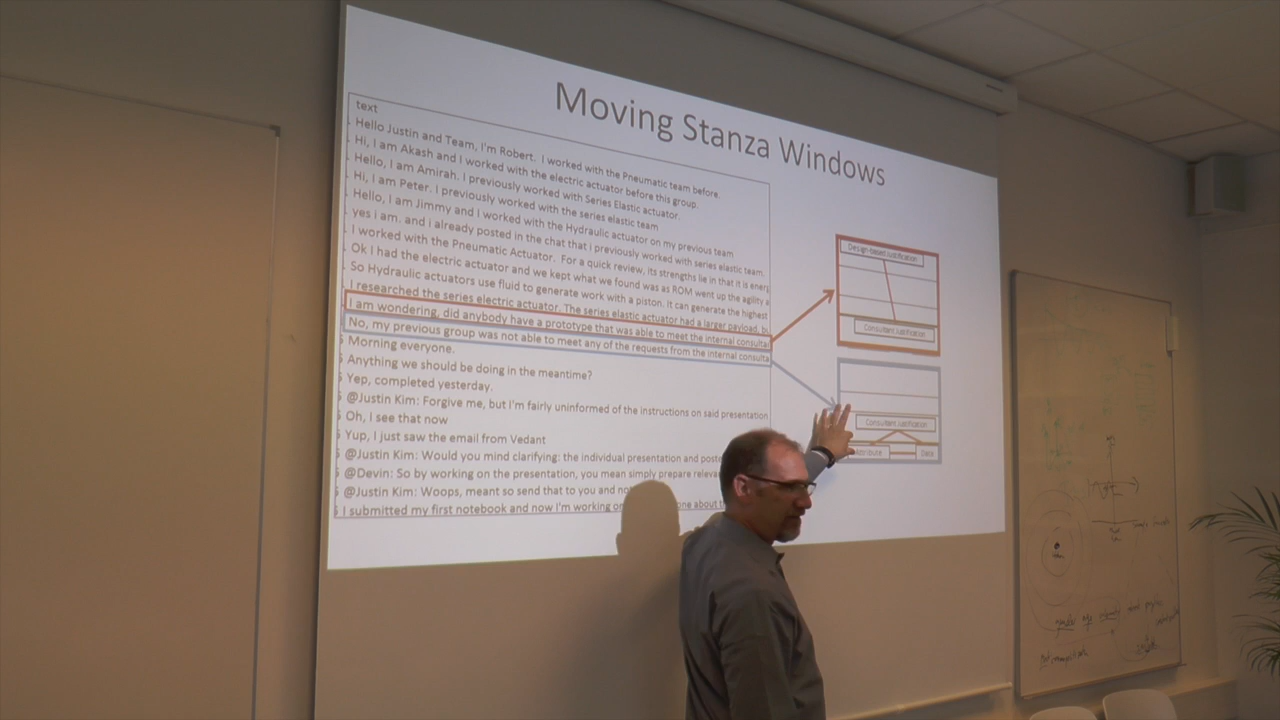 Moving Stanza Windows
text
Hello Justin and Team, I'm Robert. I worked with the Pneumatic team before.
Hi, I am Akash and I worked with the electric actuator before this group.
Hello, I am Amirah. I previously worked with Series Elastic actuator.
Hi, I am Peter. I previously worked with the series elastic team
Hello, I am Jimmy and I worked with the Hydraulic actuator on my previous team
yes i am. and i already posted in the chat that i previously worked with series elastic team.
I worked with the Pneumatic Actuator. For a quick review, its strengths lie in that it is energ
Ok I had the electric actuator and we kept what we found was as ROM went up the agility a
So Hydraulic actuators use fluid to generate work with a piston. It can generate the highest
I researched the series electric actuator. The series elastic actuator had a larger payload, bu
I am wondering, did anybody have a prototype that was able to meet the internal consultan
No, my previous group was not able to meet any of the requests from the internal consulta
Morning everyone.
Anything we should be doing in the meantime?
Yep, completed yesterday.
@Justin Kim: Forgive me, but I'm fairly uninformed of the instructions on said presentation
Oh, I see that now
Yup, I just saw the email from Vedant
@Justin Kim: Would you mind clarifying: the individual presentation and poste
@Devin: So by working on the presentation, you mean simply prepare releva
@Justin Kim: Woops, meant so send that to you and no
I submitted my first notebook and now I'm working on one about t
Design-based Justification
Consultant Justification
Consultant Justification
Attribute
Data